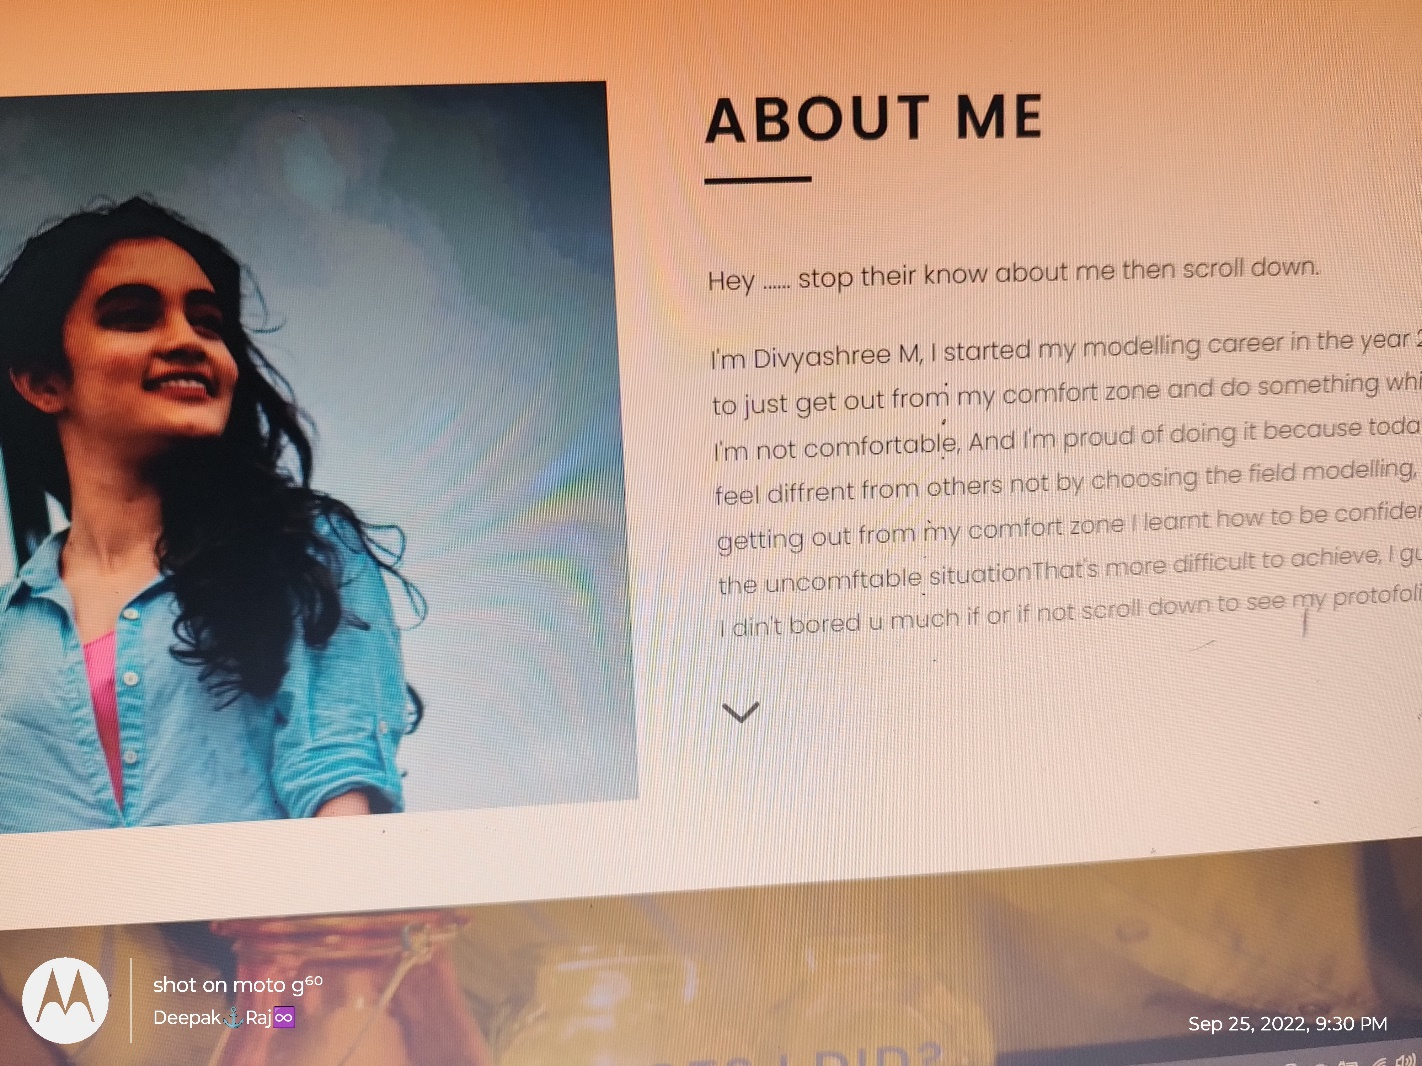 ABOUT ME
Hey ...... stop their know about me then scroll down.
I'm Divyashree M, I started my modelling career in the year
to just get out from my comfort zone and do something
I'm not comfortable, And I'm proud of doing it because
feel diffrent from others not by choosing the field modelling,
getting out from my comfort zone I learnt how to be
the uncomftable situationThat's more difficult to achieve, I
I din't bored u much if or if not scroll down to see my
I DID?
shot on moto g⁶⁰
Deepak⚓Raj♾
Sep 25, 2022, 9:30 PM